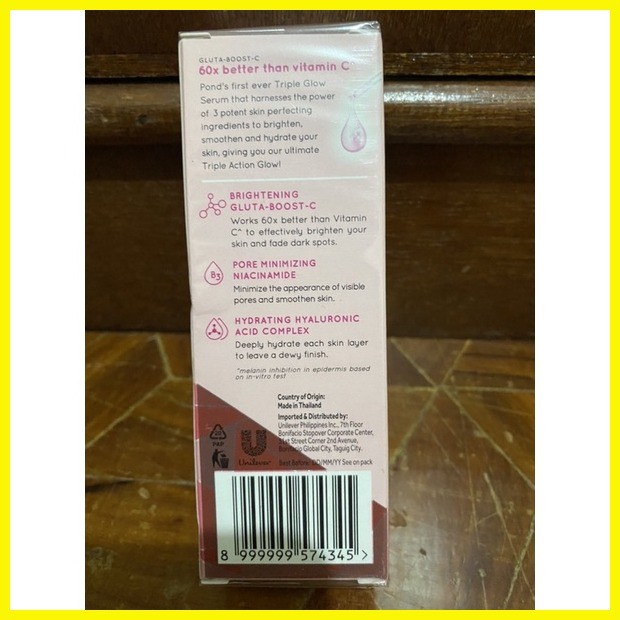 GLUTA-BOOST-C
60x better than vitamin C^
Pond's first ever Triple Glow
Serum that harnesses the power
of 3 potent skin perfecting
ingredients to brighten,
smoothen and hydrate your
skin, giving you our ultimate
Triple Action Glow!
BRIGHTENING
GLUTA-BOOST-C
Works 60x better than Vitamin
C^ to effectively brighten your
skin and fade dark spots.
B3
PORE MINIMIZING
NIACINAMIDE
Minimize the appearance of visible
pores and smoothen skin.
HYDRATING HYALURONIC
ACID COMPLEX
Deeply hydrate each skin layer
to leave a dewy finish.
^melanin inhibition in epidermis based
on in-vitro test
Country of Origin:
Made in Thailand
Imported & Distributed by:
Unilever Philippines Inc., 7th Floor
Bonifacio Stopover Corporate Center,
31st Street Corner 2nd Avenue,
Bonifacio Global City, Taguig City.
PAP
Unilever
Best Before: DD/MM/YY See on pack
8 999999 574345 >